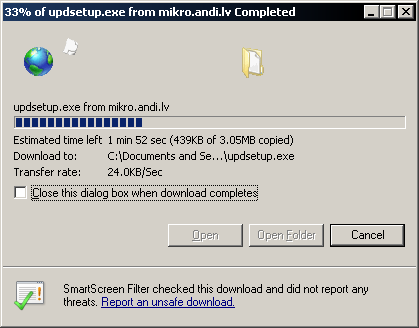 33% of updsetup.exe from mikro.andi.lv Completed
updsetup.exe from mikro.andi.lv
Estimated time left 1 min 52 sec (439KB of 3.05MB copied)
Download to: C:\Documents and Se...\updsetup.exe
Transfer rate: 24.0KB/Sec
Close this dialog box when download completes
Open Open Folder Cancel
SmartScreen Filter checked this download and did not report any
threats. Report an unsafe download.